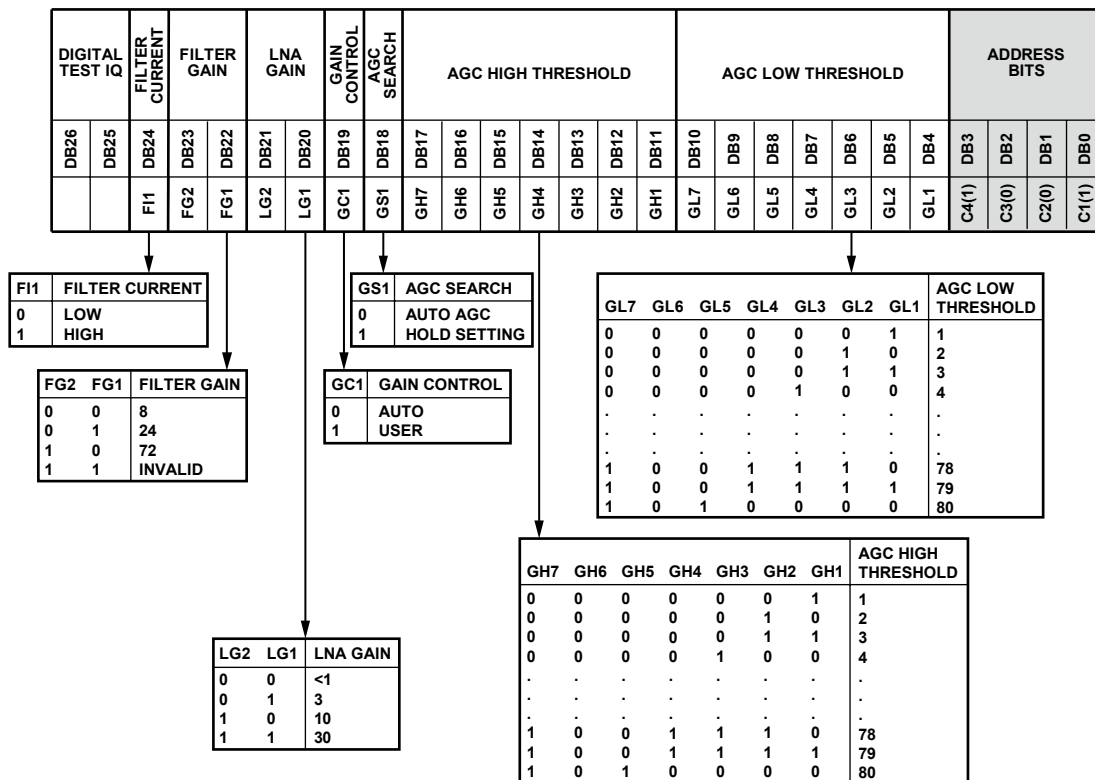 DIGITAL TEST IQ
FILTER CURRENT
FILTER GAIN
LNA GAIN
GAIN CONTROL
AGC SEARCH
AGC HIGH THRESHOLD
AGC LOW THRESHOLD
ADDRESS BITS
DB26 DB25 DB24 DB23 DB22 DB21 DB20 DB19 DB18 DB17 DB16 DB15 DB14 DB13 DB12 DB11 DB10 DB9 DB8 DB7 DB6 DB5 DB4 DB3 DB2 DB1 DB0
FI1 FG2 FG1 LG2 LG1 GC1 GS1 GH7 GH6 GH5 GH4 GH3 GH2 GH1 GL7 GL6 GL5 GL4 GL3 GL2 GL1 C4(1) C3(0) C2(0) C1(1)
FI1 FILTER CURRENT
0 LOW
1 HIGH
FG2 FG1 FILTER GAIN
0 0 8
0 1 24
1 0 72
1 1 INVALID
GS1 AGC SEARCH
0 AUTO AGC
1 HOLD SETTING
GC1 GAIN CONTROL
0 AUTO
1 USER
GL7 GL6 GL5 GL4 GL3 GL2 GL1 AGC LOW THRESHOLD
0 0 0 0 0 0 1 1
0 0 0 0 0 1 0 2
0 0 0 0 0 1 1 3
0 0 0 0 1 0 0 4
. . . . . . . .
. . . . . . . .
. . . . . . . .
1 0 0 1 1 1 0 78
1 0 0 1 1 1 1 79
1 0 1 0 0 0 0 80
GH7 GH6 GH5 GH4 GH3 GH2 GH1 AGC HIGH THRESHOLD
0 0 0 0 0 0 1 1
0 0 0 0 0 1 0 2
0 0 0 0 0 1 1 3
0 0 0 0 1 0 0 4
. . . . . . . .
. . . . . . . .
. . . . . . . .
1 0 0 1 1 1 0 78
1 0 0 1 1 1 1 79
1 0 1 0 0 0 0 80
LG2 LG1 LNA GAIN
0 0 <1
0 1 3
1 0 10
1 1 30